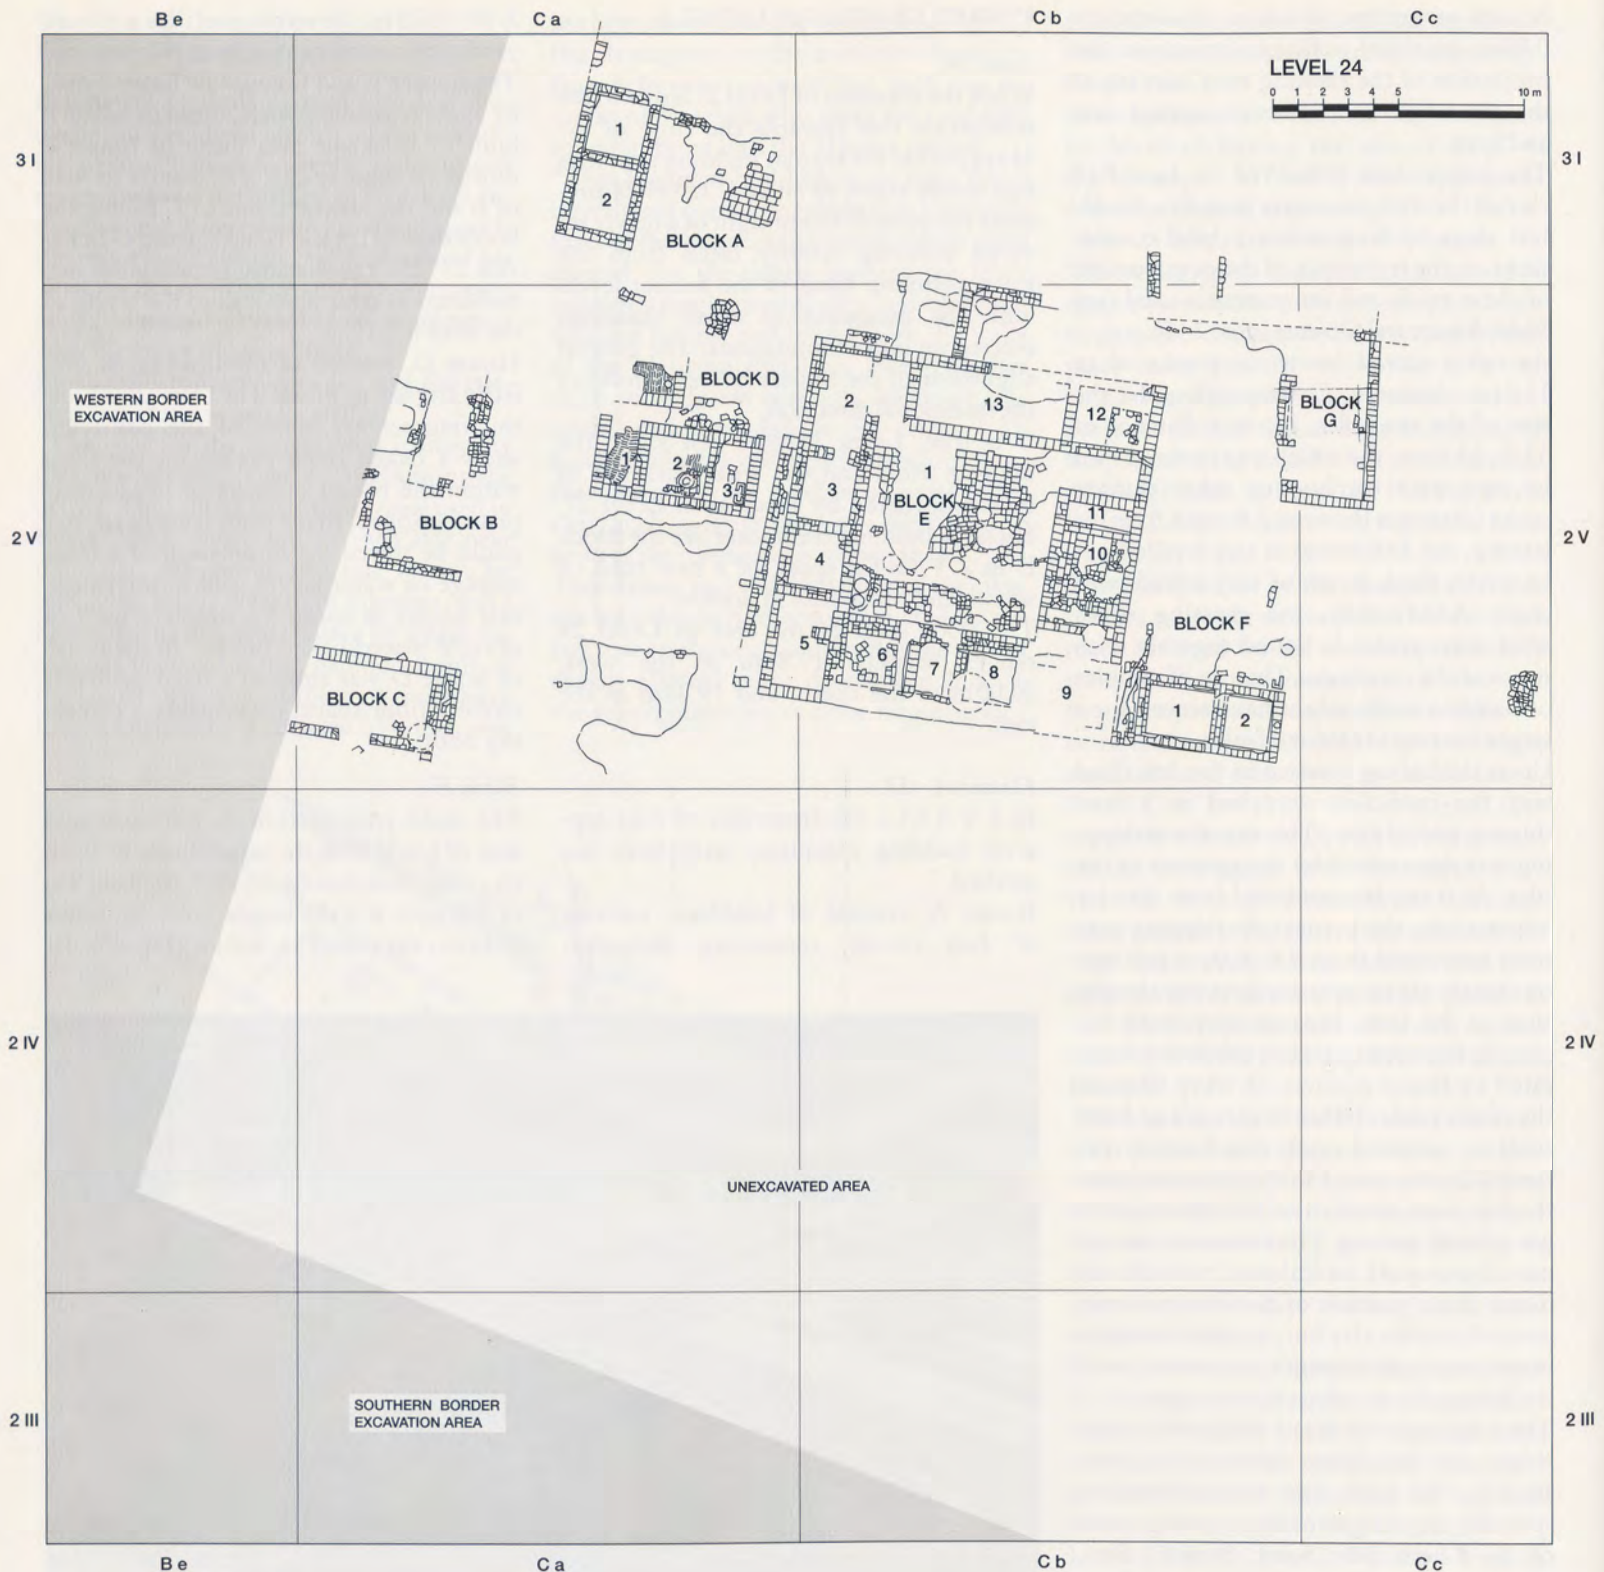 Be Ca Cb Cc
LEVEL 24
0 1 2 3 4 5 10 m
3 I 3 I
1
2
BLOCK A
WESTERN BORDER
EXCAVATION AREA
BLOCK D
1 2 3
BLOCK B
BLOCK
G
2 13 12
3 1
BLOCK
E
11
4 10
2 V 2 V
5 6 7 8 9
BLOCK F
1 2
BLOCK C
2 IV 2 IV
UNEXCAVATED AREA
SOUTHERN BORDER
EXCAVATION AREA
2 III 2 III
Be Ca Cb Cc